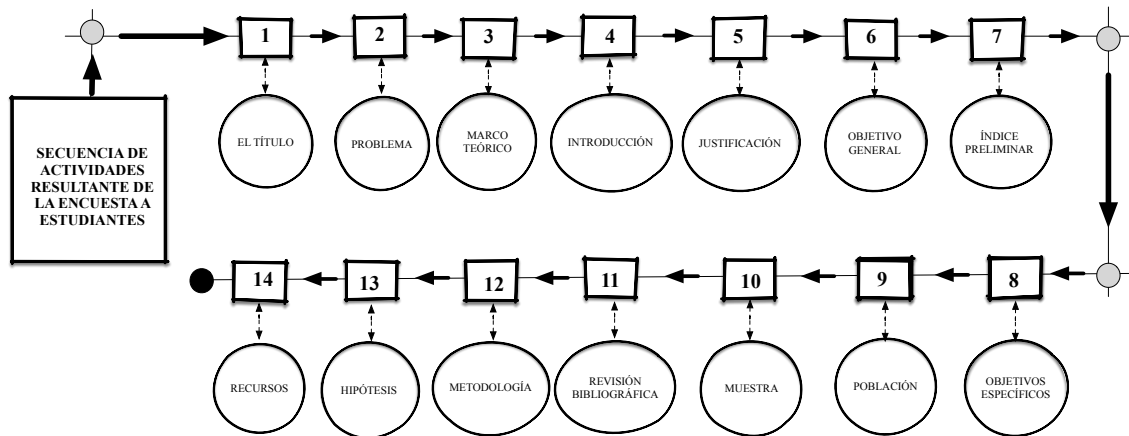 SECUENCIA DE
ACTIVIDADES
RESULTANTE DE
LA ENCUESTA A
ESTUDIANTES
1
2
3
4
5
6
7
EL TÍTULO
PROBLEMA
MARCO
TEÓRICO
INTRODUCCIÓN
JUSTIFICACIÓN
OBJETIVO
GENERAL
ÍNDICE
PRELIMINAR
14
13
12
11
10
9
8
RECURSOS
HIPÓTESIS
METODOLOGÍA
REVISIÓN
BIBLIOGRÁFICA
MUESTRA
POBLACIÓN
OBJETIVOS
ESPECÍFICOS